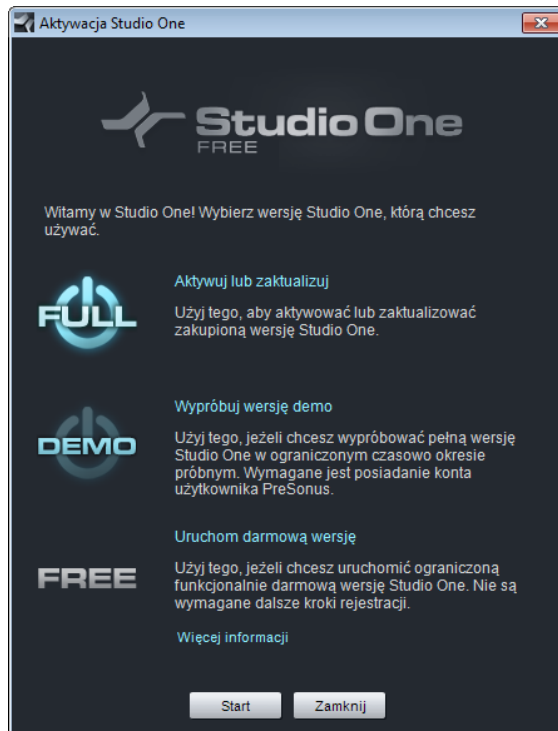 Aktywacja Studio One
Studio One
FREE
Witamy w Studio One! Wybierz wersję Studio One, którą chcesz
używać.
FULL
Aktywuj lub zaktualizuj
Użyj tego, aby aktywować lub zaktualizować
zakupioną wersję Studio One.
DEMO
Wypróbuj wersję demo
Użyj tego, jeżeli chcesz wypróbować pełną wersję
Studio One w ograniczonym czasowo okresie
próbnym. Wymagane jest posiadanie konta
użytkownika PreSonus.
FREE
Uruchom darmową wersję
Użyj tego, jeżeli chcesz uruchomić ograniczoną
funkcjonalnie darmową wersję Studio One. Nie są
wymagane dalsze kroki rejestracji.
Więcej informacji
Start
Zamknij